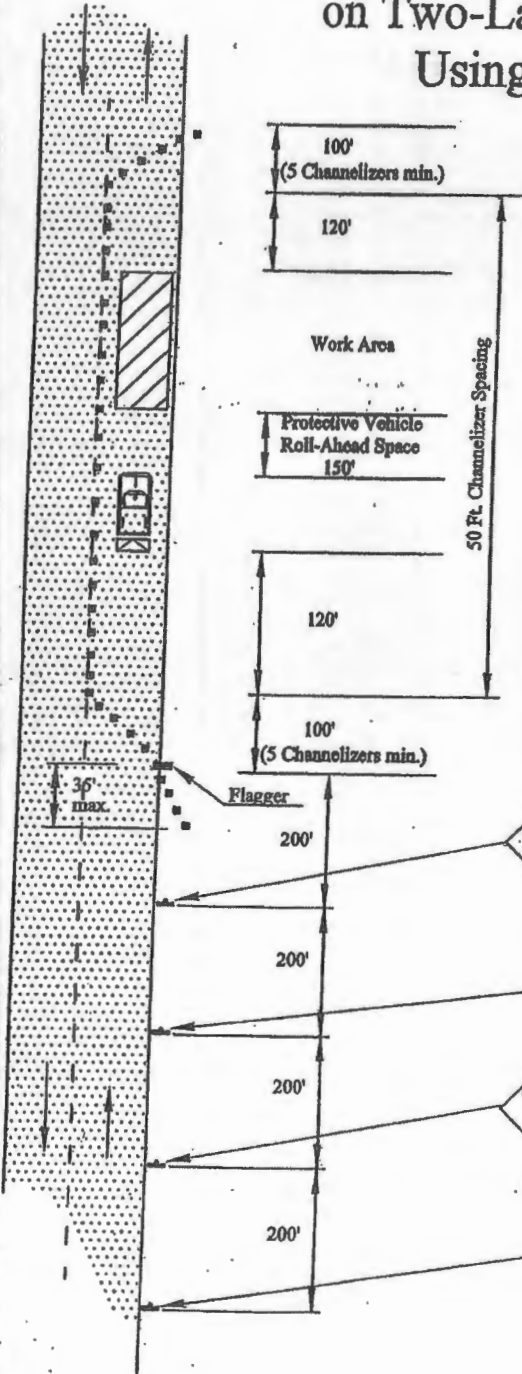 on Two-La
Using
100'
(5 Channelizers min.)
120'
Work Area
Protective Vehicle
Roll-Ahead Space
150'
50 Ft. Channelizer Spacing
120'
100'
(5 Channelizers min.)
36'
max.
Flagger
200'
200'
200'
200'